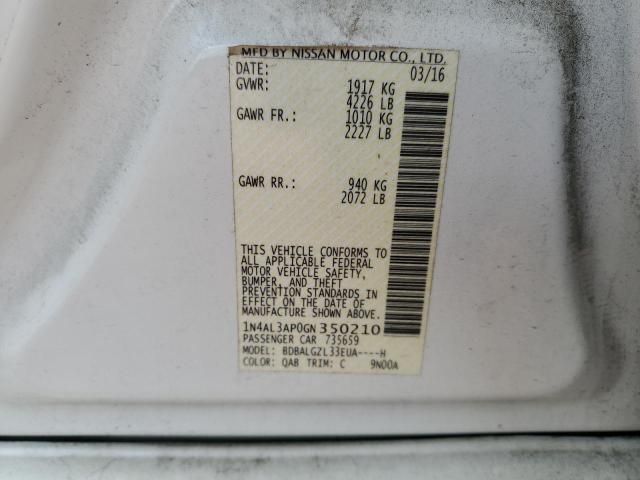 MFD BY NISSAN MOTOR CO., LTD.
DATE: 03/16
GVWR: 1917 KG
4226 LB
GAWR FR.: 1010 KG
2227 LB
GAWR RR.: 940 KG
2072 LB
THIS VEHICLE CONFORMS TO
ALL APPLICABLE FEDERAL
MOTOR VEHICLE SAFETY,
BUMPER, AND THEFT
PREVENTION STANDARDS IN
EFFECT ON THE DATE OF
MANUFACTURE SHOWN ABOVE.
1N4AL3AP0GN350210
PASSENGER CAR 735659
MODEL: BDBALGZL33EUA----H
COLOR: QAB TRIM: C 9N00A